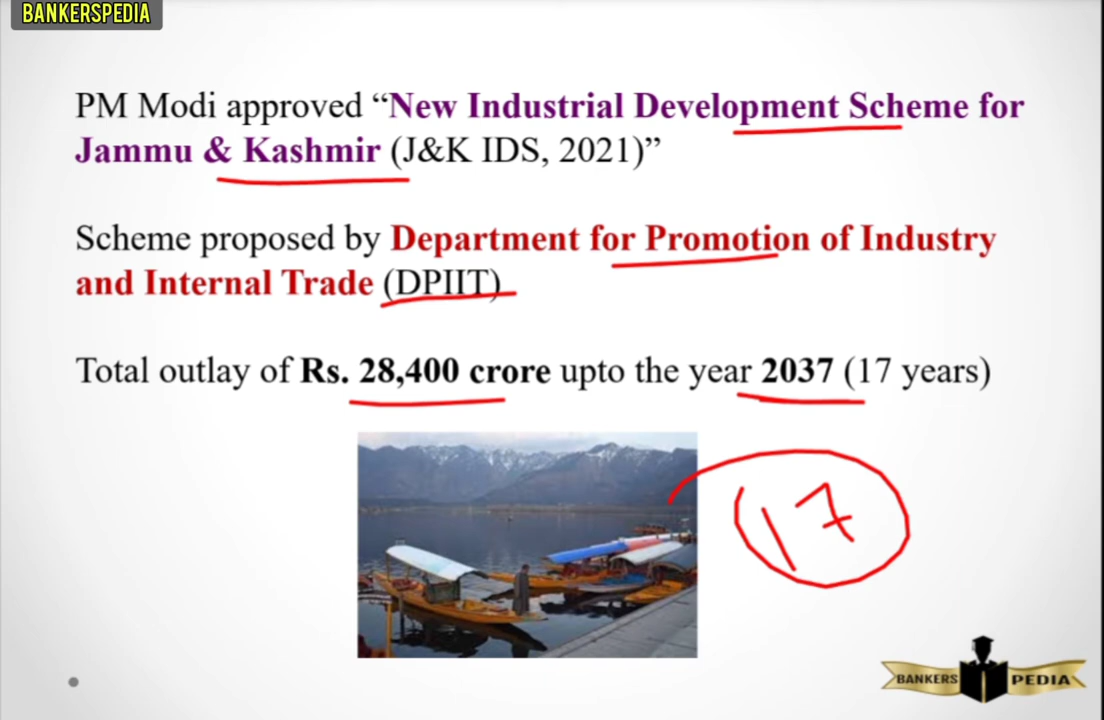 BANKERSPEDIA
PM Modi approved “New Industrial Development Scheme for
Jammu & Kashmir (J&K IDS, 2021)”
Scheme proposed by Department for Promotion of Industry
and Internal Trade (DPIIT)
Total outlay of Rs. 28,400 crore upto the year 2037 (17 years)
17
BANKERS PEDIA